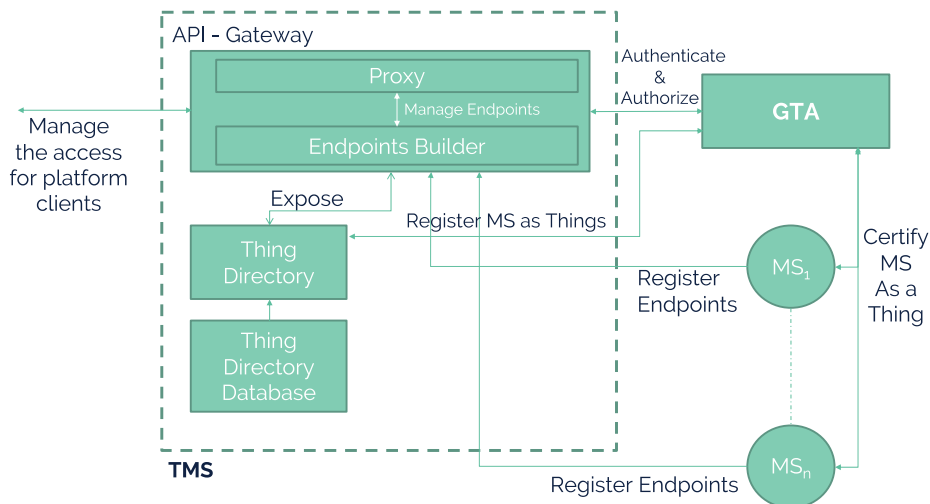 API - Gateway
Proxy
Manage Endpoints
Endpoints Builder
Authenticate
&
Authorize
GTA
Manage
the access
for platform
clients
Expose
Register MS as Things
Thing
Directory
Thing
Directory
Database
Register
Endpoints
MS₁
Certify
MS
As a
Thing
TMS
Register Endpoints
MSₙ